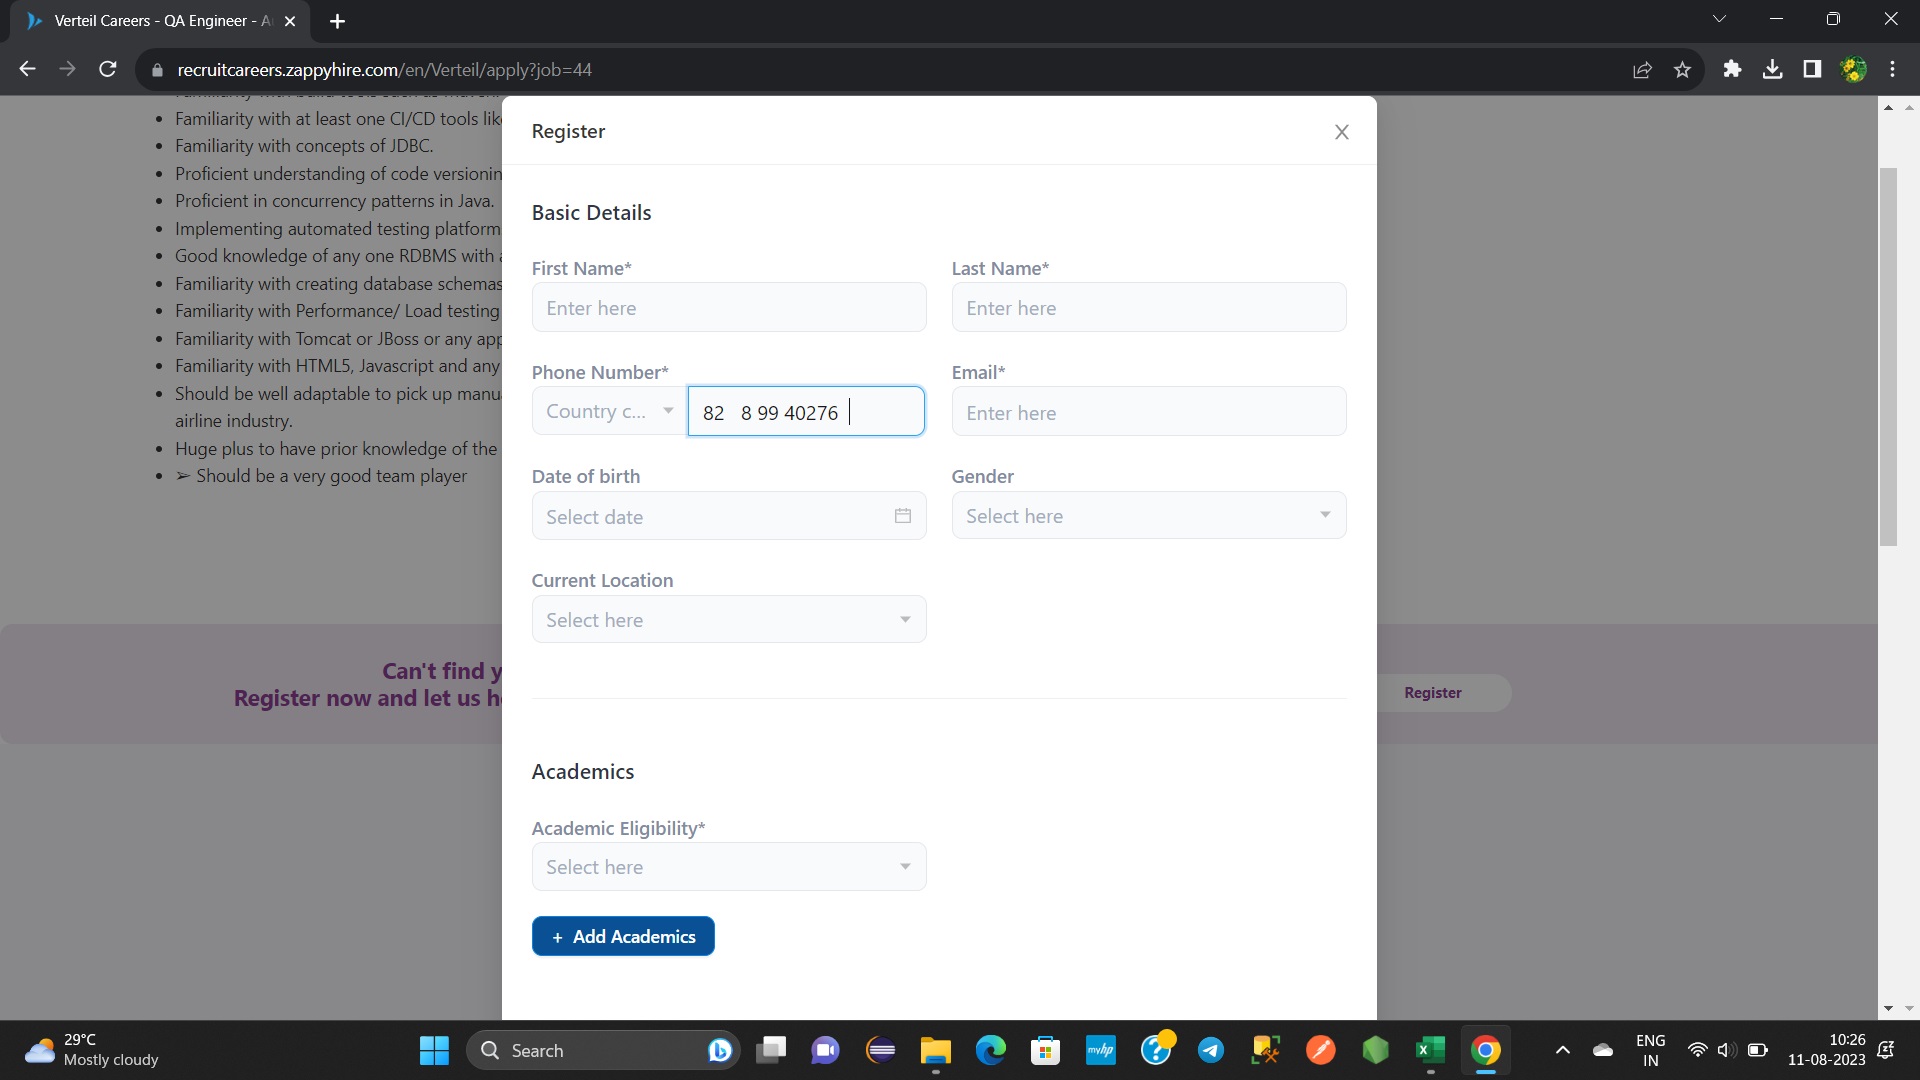 Verteil Careers - QA Engineer - A
recruitcareers.zappyhire.com/en/Verteil/apply?job=44
• Familiarity with at least one CI/CD tools lik
• Familiarity with concepts of JDBC.
• Proficient understanding of code versionin
• Proficient in concurrency patterns in Java.
• Implementing automated testing platform
• Good knowledge of any one RDBMS with a
• Familiarity with creating database schemas
• Familiarity with Performance/ Load testing
• Familiarity with Tomcat or JBoss or any app
• Familiarity with HTML5, Javascript and any
• Should be well adaptable to pick up manu
airline industry.
• Huge plus to have prior knowledge of the
• ➢ Should be a very good team player
Can't find y
Register now and let us h
Register
Register
Basic Details
First Name* Last Name*
Enter here Enter here
Phone Number* Email*
Country c... 82   8 99 40276 Enter here
Date of birth Gender
Select date Select here
Current Location
Select here
Academics
Academic Eligibility*
Select here
+ Add Academics
29°C
Mostly cloudy
Search
myhp
ENG
IN
10:26
11-08-2023